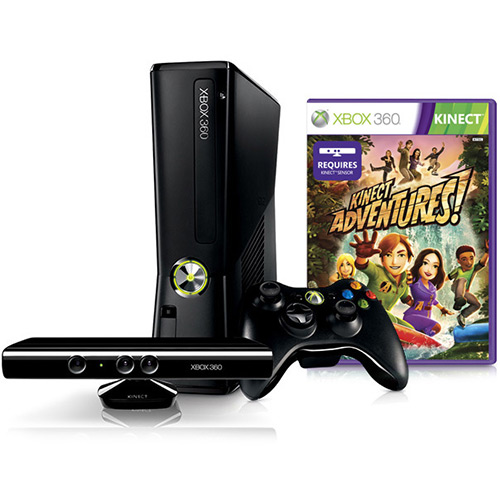 XBOX 360
XBOX 360
KINECT
REQUIRES
KINECT SENSOR
KINECT
ADVENTURES!
XBOX 360
KINECT